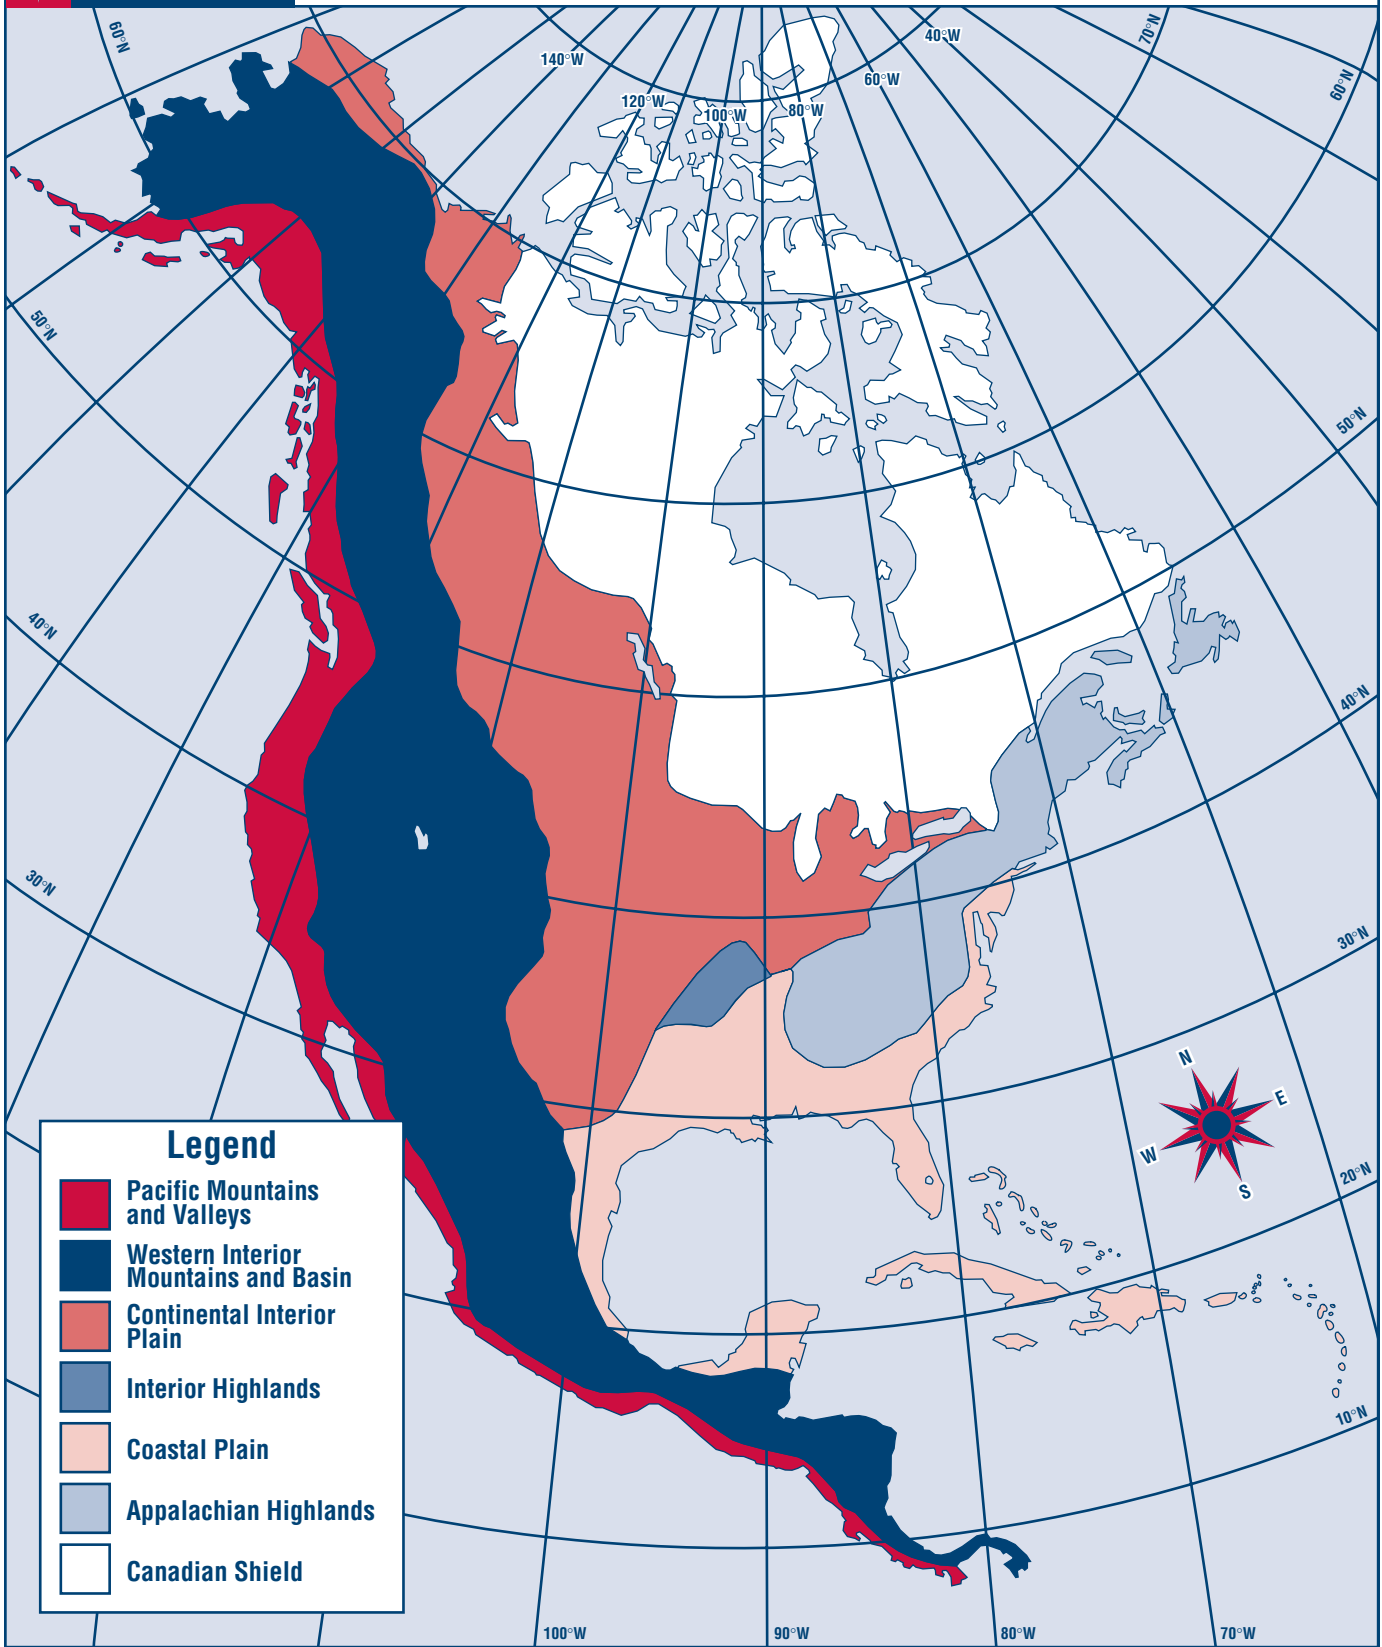 60°N
140°W
120°W
100°W
80°W
60°W
40°W
70°N
60°N
50°N
50°N
40°N
40°N
30°N
30°N
20°N
10°N
N
E
W
S
Legend
Pacific Mountains
and Valleys
Western Interior
Mountains and Basin
Continental Interior
Plain
Interior Highlands
Coastal Plain
Appalachian Highlands
Canadian Shield
100°W
90°W
80°W
70°W